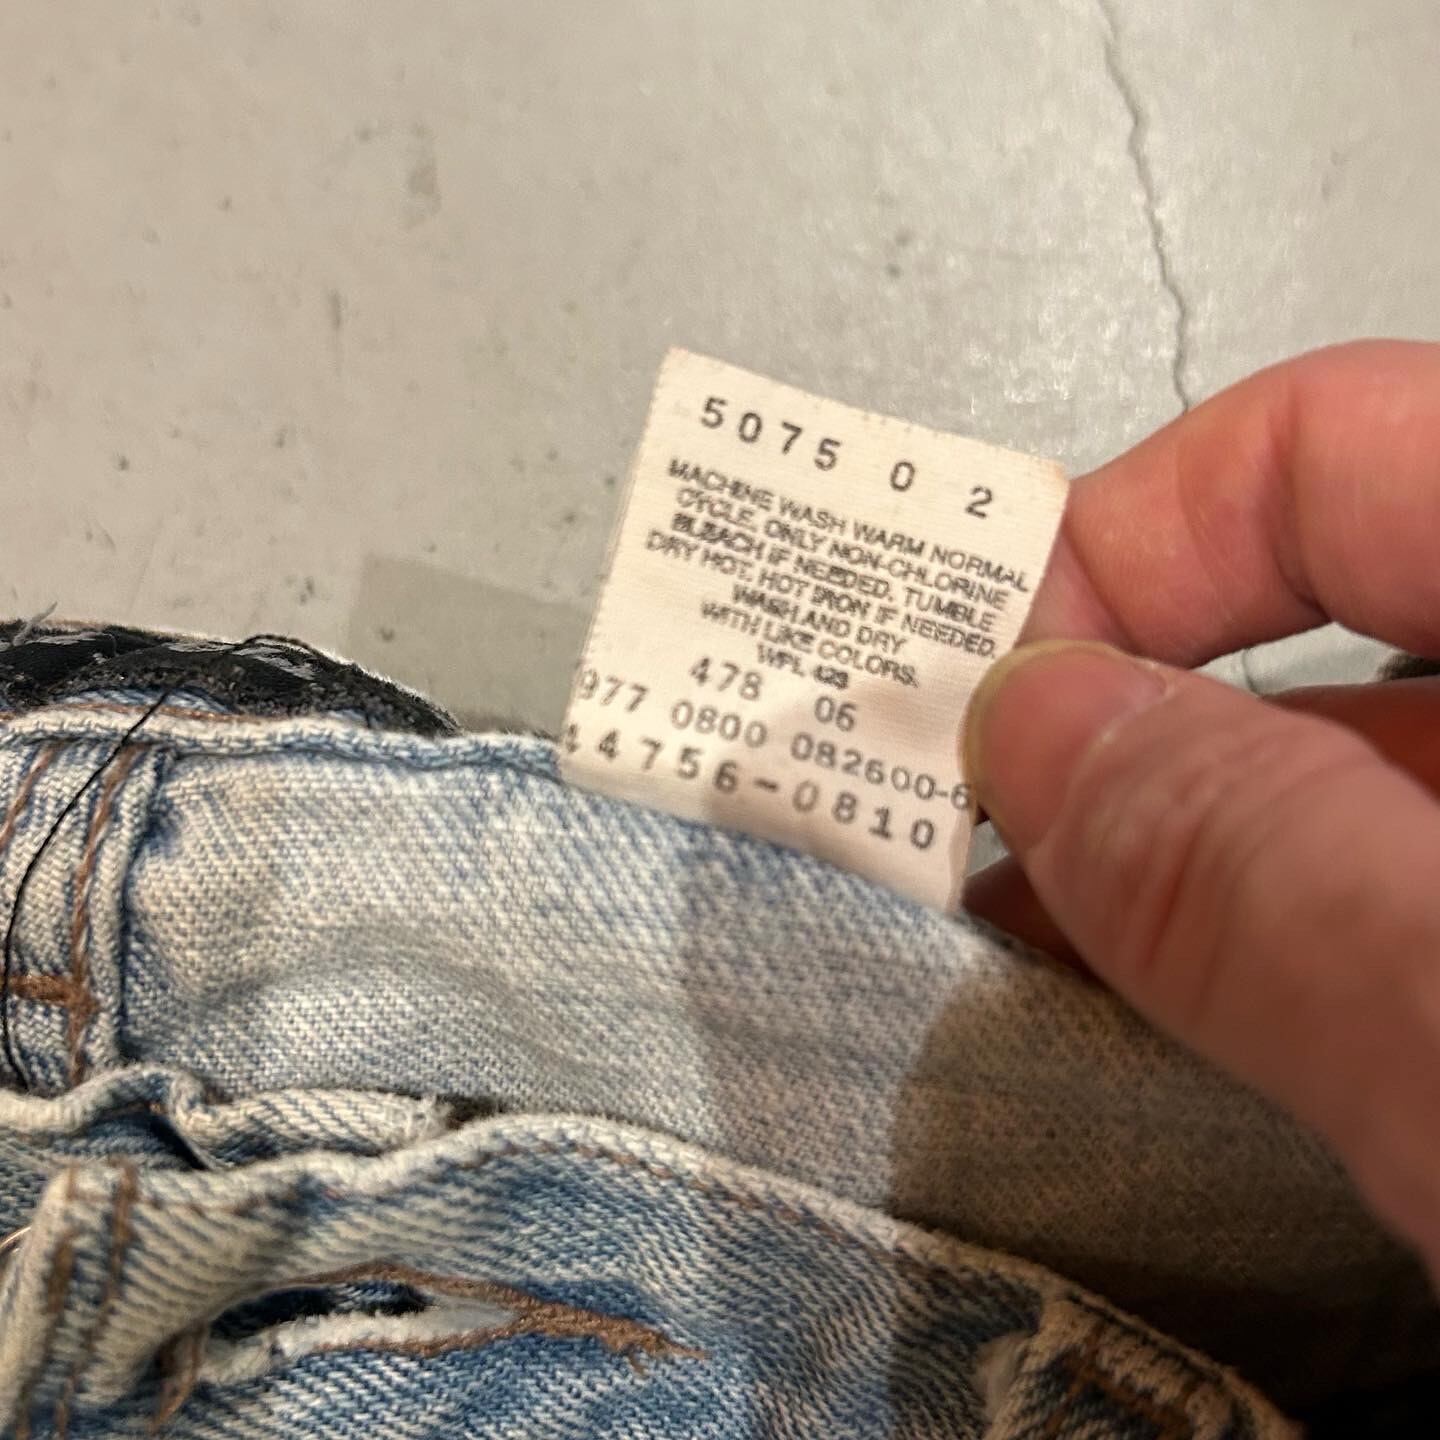 5075 0 2
MACHINE WASH WARM NORMAL
CYCLE. ONLY NON-CHLORINE
BLEACH IF NEEDED. TUMBLE
DRY HOT. HOT IRON IF NEEDED.
WASH AND DRY
WITH LIKE COLORS.
WPL 423
478 06
977 0800 082600-6
44756-0810